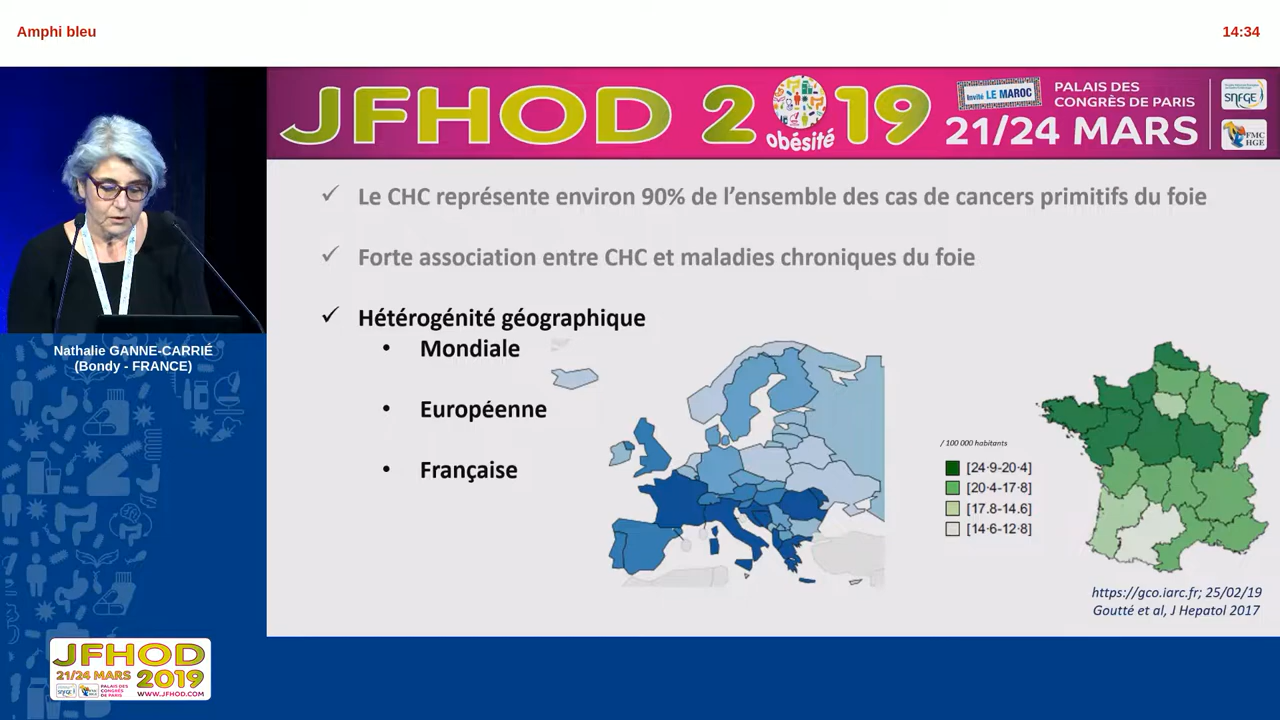 Amphi bleu
14:34
JFHOD 2019
obésité
Invité LE MAROC
PALAIS DES
CONGRÈS DE PARIS
21/24 MARS
SNFGE
FMC
HGE
✓ Le CHC représente environ 90% de l’ensemble des cas de cancers primitifs du foie
✓ Forte association entre CHC et maladies chroniques du foie
✓ Hétérogénité géographique
• Mondiale
• Européenne
• Française
/ 100 000 habitants
[24·9-20·4]
[20·4-17·8]
[17.8-14.6]
[14·6-12·8]
https://gco.iarc.fr; 25/02/19
Goutté et al, J Hepatol 2017
Nathalie GANNE-CARRIÉ
(Bondy - FRANCE)
JFHOD
21/24 MARS
2019
PALAIS DES
CONGRÈS
DE PARIS
WWW.JFHOD.COM